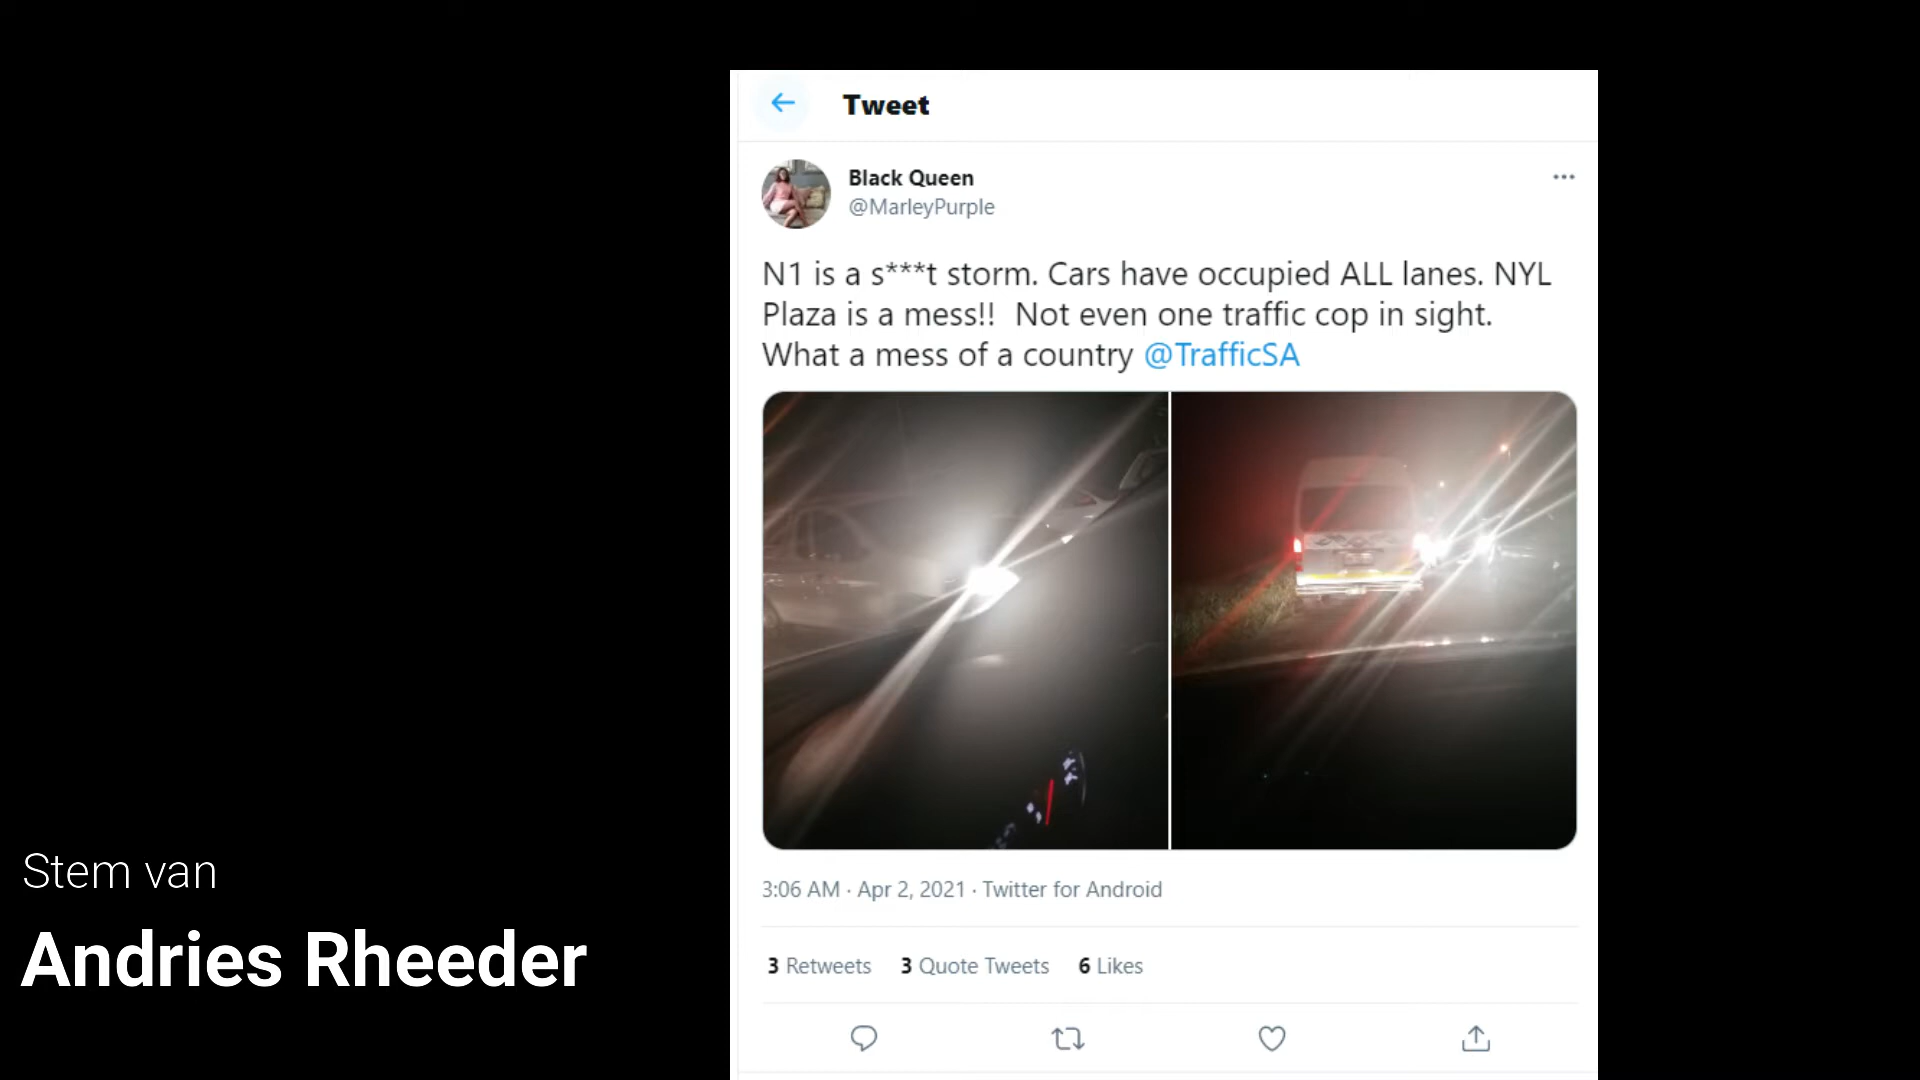 Tweet
Black Queen
@MarleyPurple
N1 is a s***t storm. Cars have occupied ALL lanes. NYL
Plaza is a mess!!  Not even one traffic cop in sight.
What a mess of a country @TrafficSA
3:06 AM · Apr 2, 2021 · Twitter for Android
3 Retweets 3 Quote Tweets 6 Likes
Stem van
Andries Rheeder